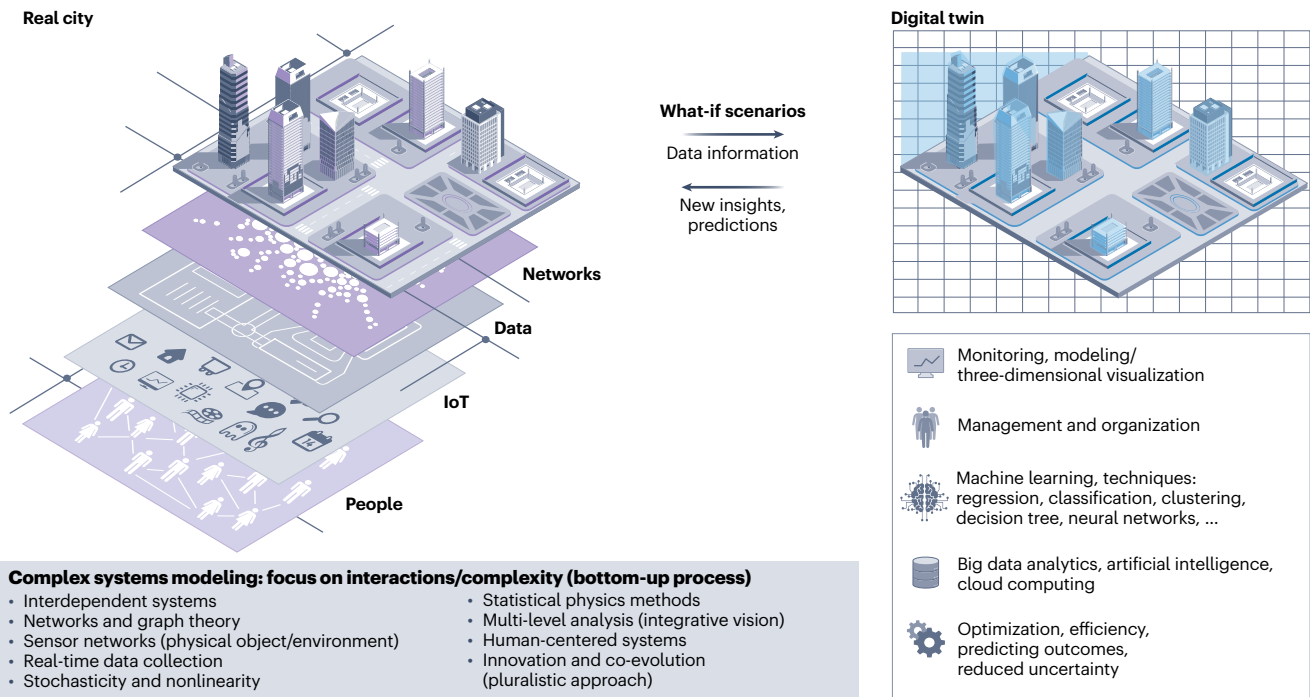 Real city
Digital twin
What-if scenarios
Data information
New insights,
predictions
Networks
Data
IoT
14
People
Complex systems modeling: focus on interactions/complexity (bottom-up process)
• Interdependent systems
• Networks and graph theory
• Sensor networks (physical object/environment)
• Real-time data collection
• Stochasticity and nonlinearity
• Statistical physics methods
• Multi-level analysis (integrative vision)
• Human-centered systems
• Innovation and co-evolution
(pluralistic approach)
Monitoring, modeling/
three-dimensional visualization
Management and organization
Machine learning, techniques:
regression, classification, clustering,
decision tree, neural networks, ...
Big data analytics, artificial intelligence,
cloud computing
Optimization, efficiency,
predicting outcomes,
reduced uncertainty